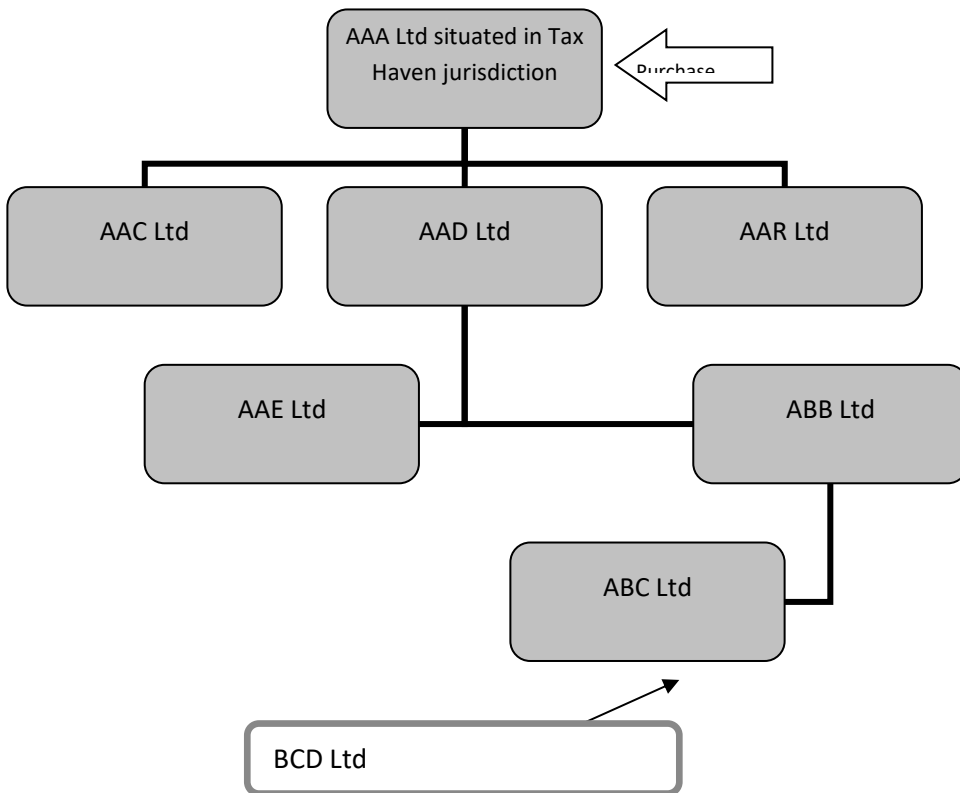 AAA Ltd situated in Tax
Haven jurisdiction
Purchase
AAC Ltd
AAD Ltd
AAR Ltd
AAE Ltd
ABB Ltd
ABC Ltd
BCD Ltd